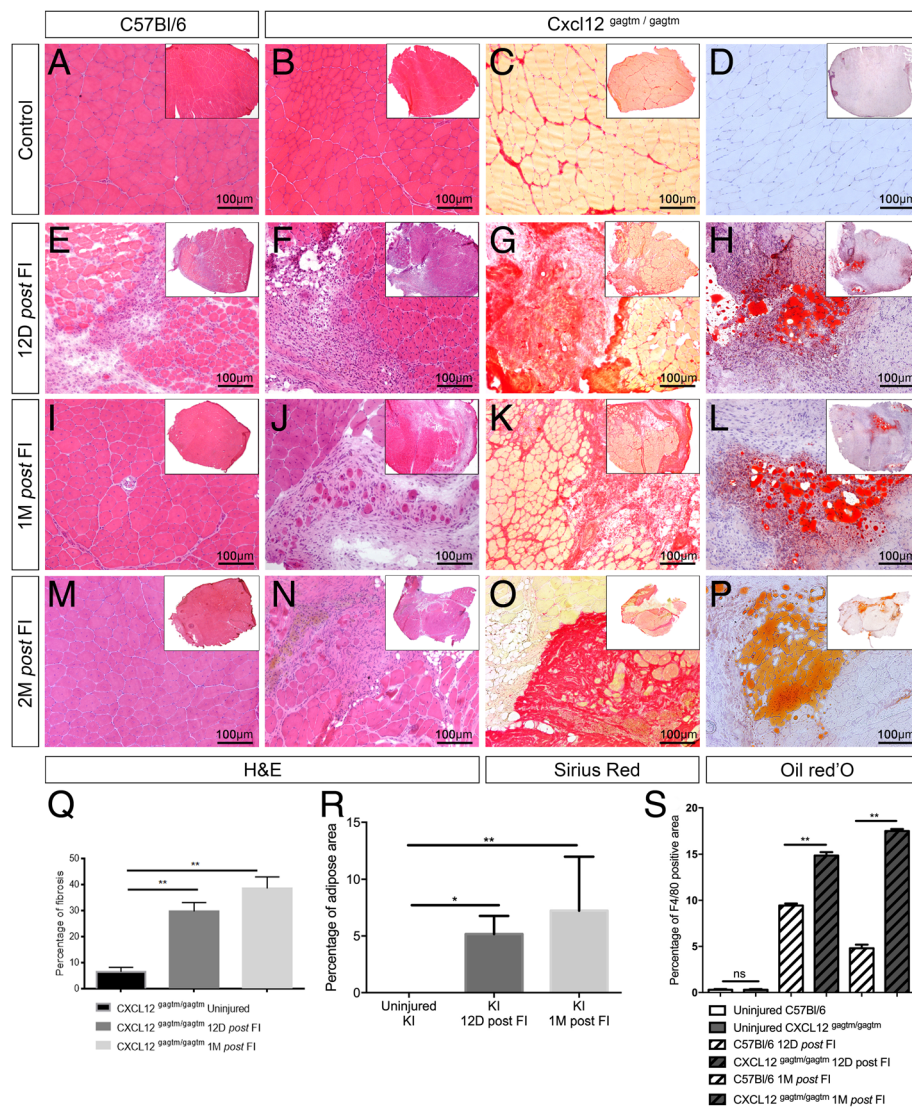 C57Bl/6
Cxcl12 gagtm / gagtm
Control
A
100µm
B
100µm
C
100µm
D
100µm
12D post FI
E
100µm
F
100µm
G
100µm
H
100µm
1M post FI
I
100µm
J
100µm
K
100µm
L
100µm
2M post FI
M
100µm
N
100µm
O
100µm
P
100µm
H&E
Sirius Red
Oil red'O
Q
Percentage of fibrosis
50
40
30
20
10
0
**
**
CXCL12 gagtm/gagtm Uninjured
CXCL12 gagtm/gagtm 12D post FI
CXCL12 gagtm/gagtm 1M post FI
R
Percentage of adipose area
15
10
5
0
**
*
Uninjured
KI
KI
12D post FI
KI
1M post FI
S
Percentage of F4/80 positive area
20
15
10
5
0
ns
**
**
Uninjured C57Bl/6
Uninjured CXCL12 gagtm/gagtm
C57Bl/6 12D post FI
CXCL12 gagtm/gagtm 12D post FI
C57Bl/6 1M post FI
CXCL12 gagtm/gagtm 1M post FI